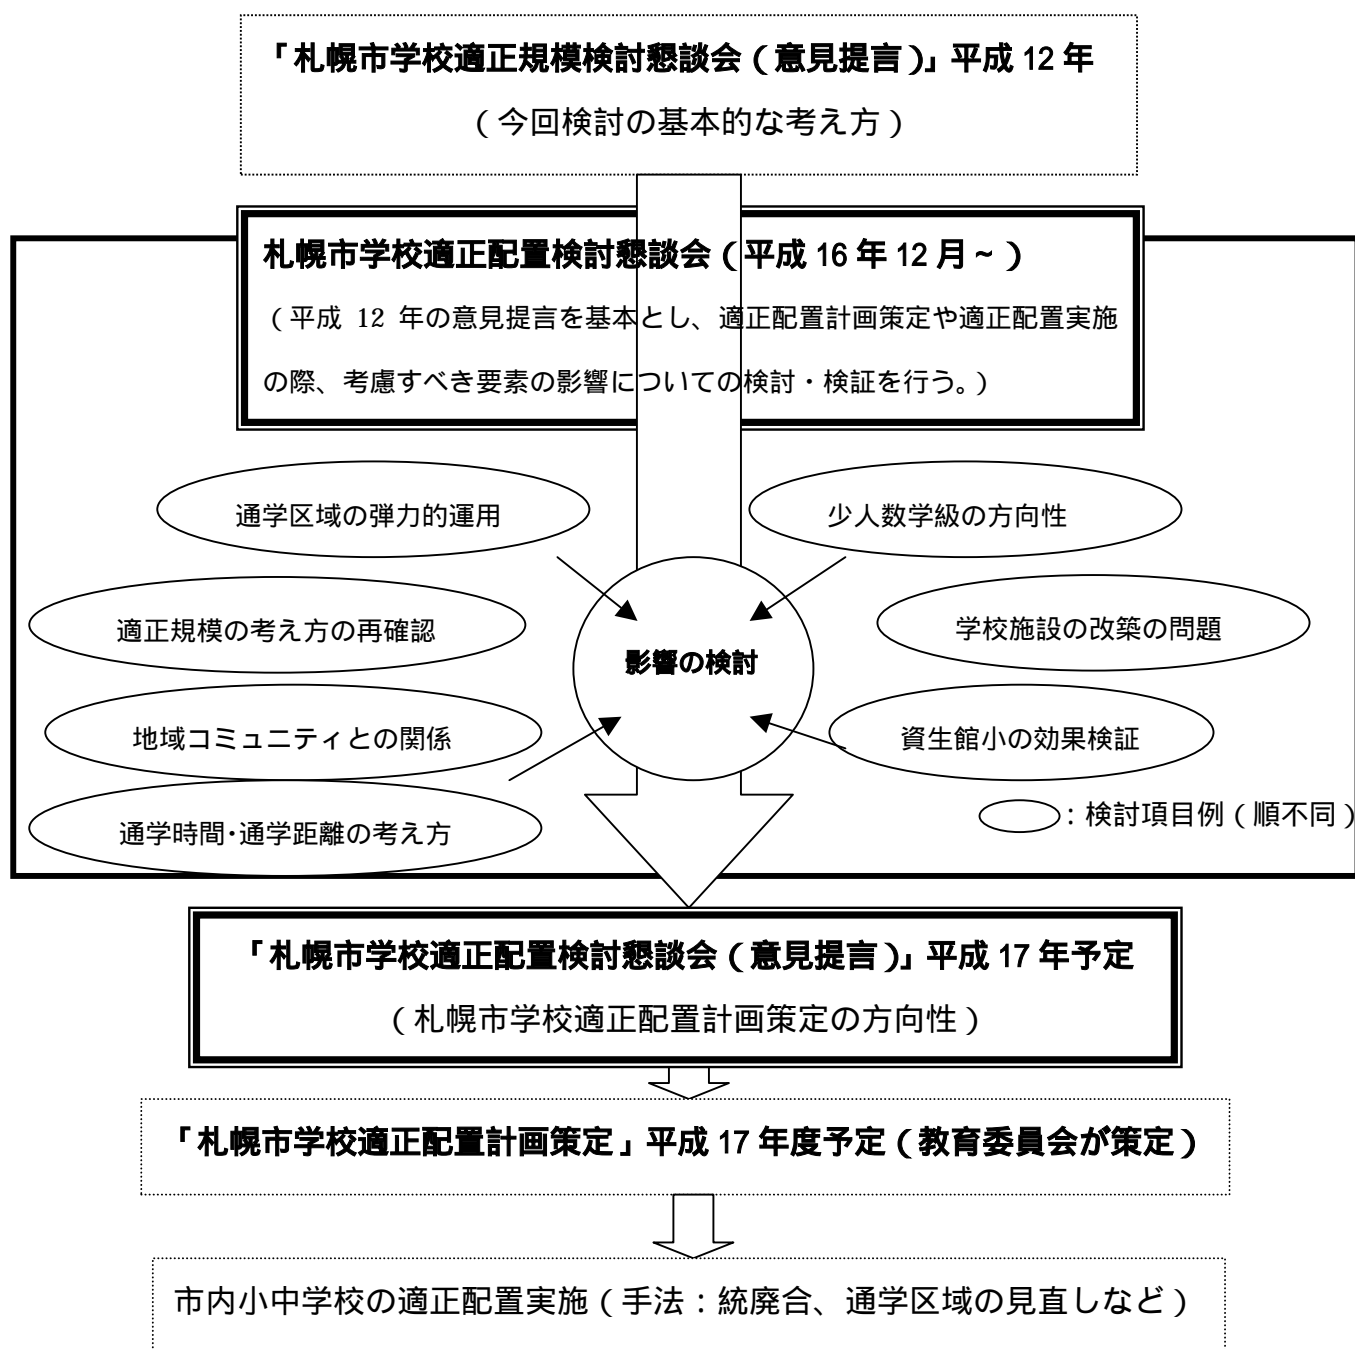 「札幌市学校適正規模検討懇談会（意見提言）」平成 12 年
（今回検討の基本的な考え方）
札幌市学校適正配置検討懇談会（平成 16 年 12 月~ ）
（平成 12 年の意見提言を基本とし、適正配置計画策定や適正配置実施
の際、考慮すべき要素の影響についての検討・検証を行う。）
通学区域の弾力的運用
少人数学級の方向性
適正規模の考え方の再確認
学校施設の改築の問題
影響の検討
地域コミュニティとの関係
資生館小の効果検証
通学時間･通学距離の考え方
：検討項目例（順不同）
「札幌市学校適正配置検討懇談会（意見提言）」平成 17 年予定
（札幌市学校適正配置計画策定の方向性）
「札幌市学校適正配置計画策定」平成 17 年度予定（教育委員会が策定）
市内小中学校の適正配置実施（手法：統廃合、通学区域の見直しなど）